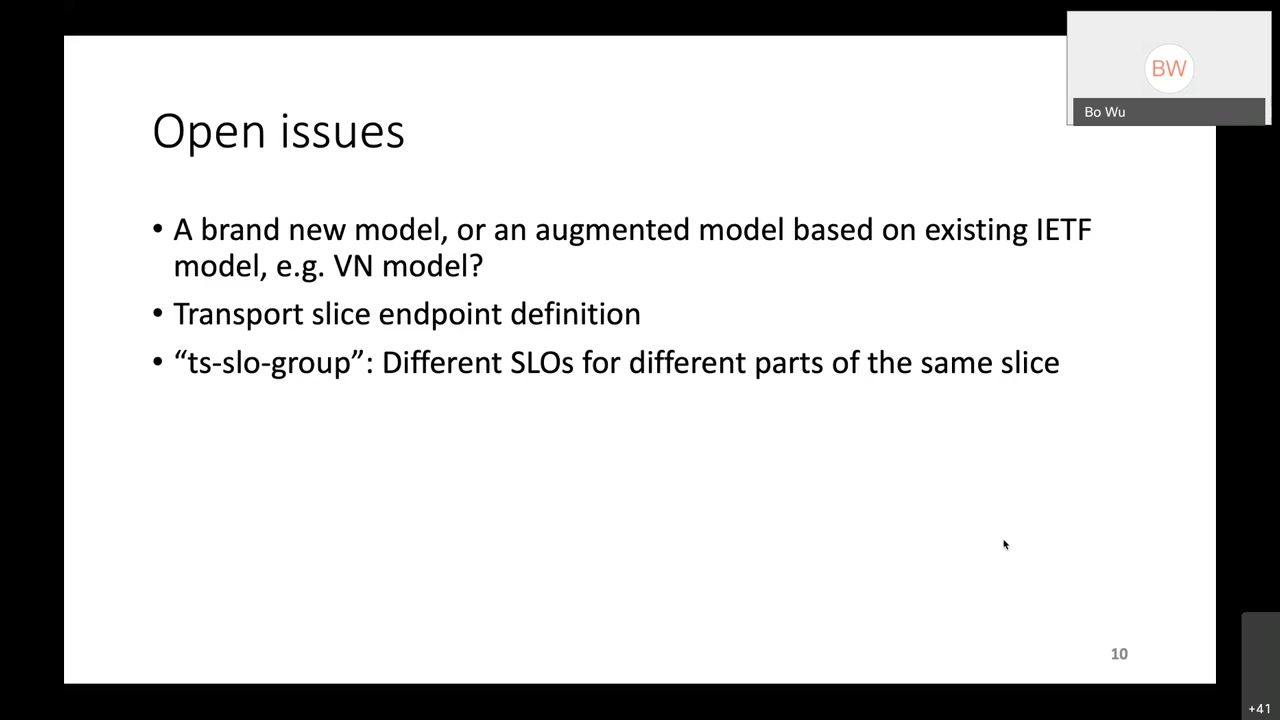 BW
Bo Wu
Open issues
• A brand new model, or an augmented model based on existing IETF
model, e.g. VN model?
• Transport slice endpoint definition
• “ts-slo-group”: Different SLOs for different parts of the same slice
10
+41